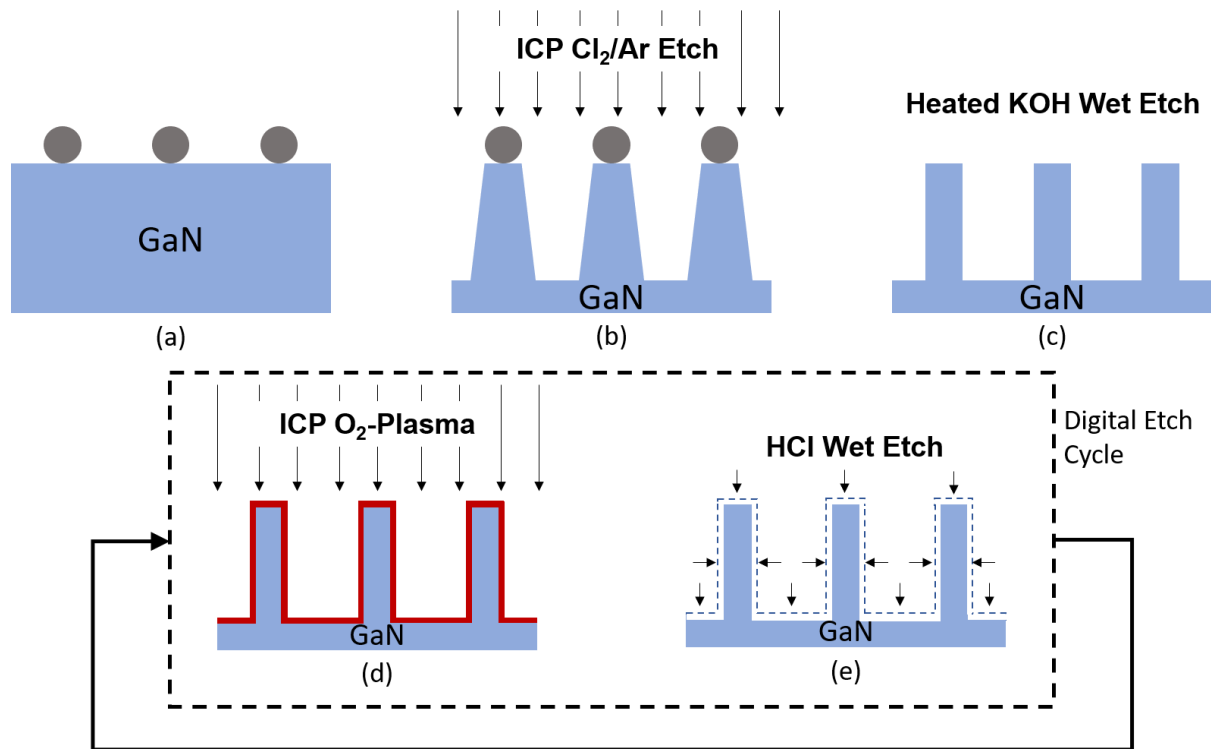 ICP Cl₂/Ar Etch
Heated KOH Wet Etch
GaN
GaN
GaN
(a)
(b)
(c)
ICP O₂-Plasma
HCl Wet Etch
Digital Etch
Cycle
GaN
GaN
(d)
(e)